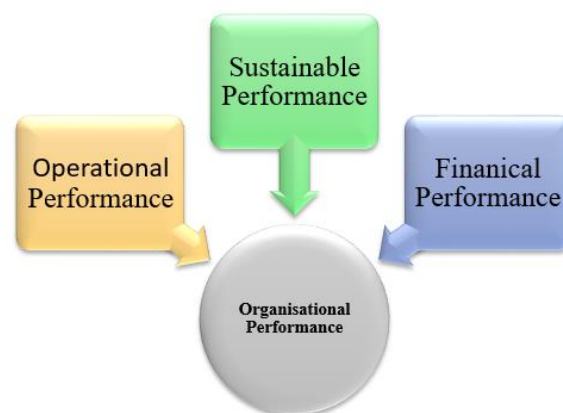 Sustainable
Performance
Operational
Performance
Finanical
Performance
Organisational
Performance